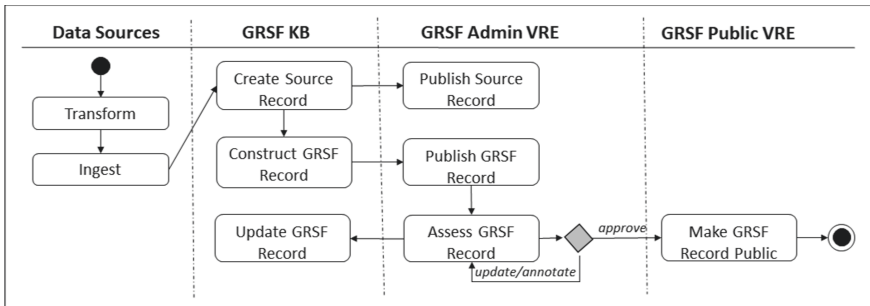 Data Sources
GRSF KB
GRSF Admin VRE
GRSF Public VRE
Create Source
Record
Publish Source
Record
Transform
Ingest
Construct GRSF
Record
Publish GRSF
Record
Update GRSF
Record
Assess GRSF
Record
approve
Make GRSF
Record Public
update/annotate